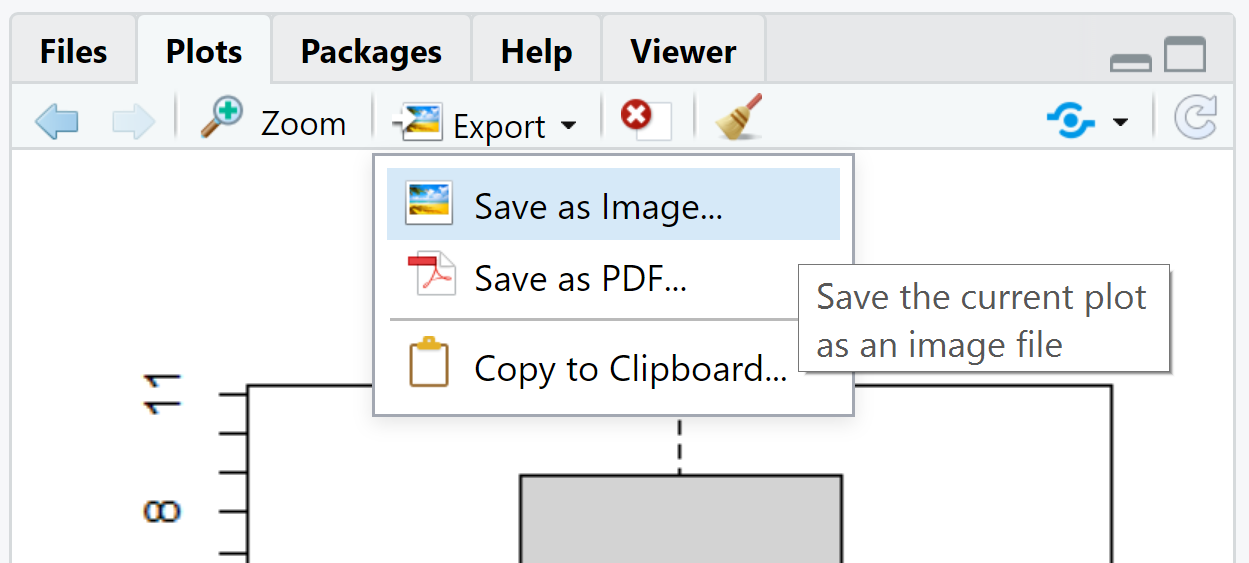 Files Plots Packages Help Viewer
Zoom Export
Save as Image...
Save as PDF...
Save the current plot
as an image file
Copy to Clipboard...
11
8